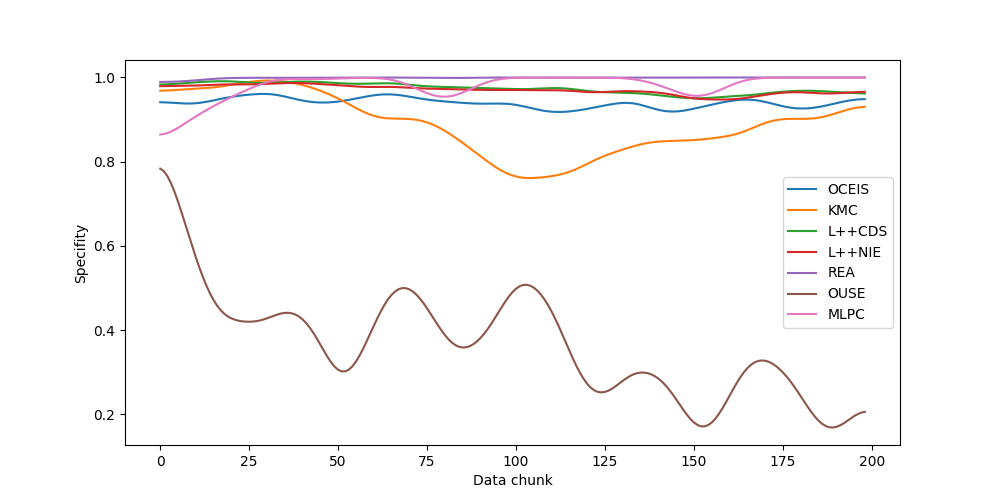 1.0
0.8
0.6
0.4
0.2
Specifity
0
25
50
75
100
125
150
175
200
Data chunk
OCEIS
KMC
L++CDS
L++NIE
REA
OUSE
MLPC